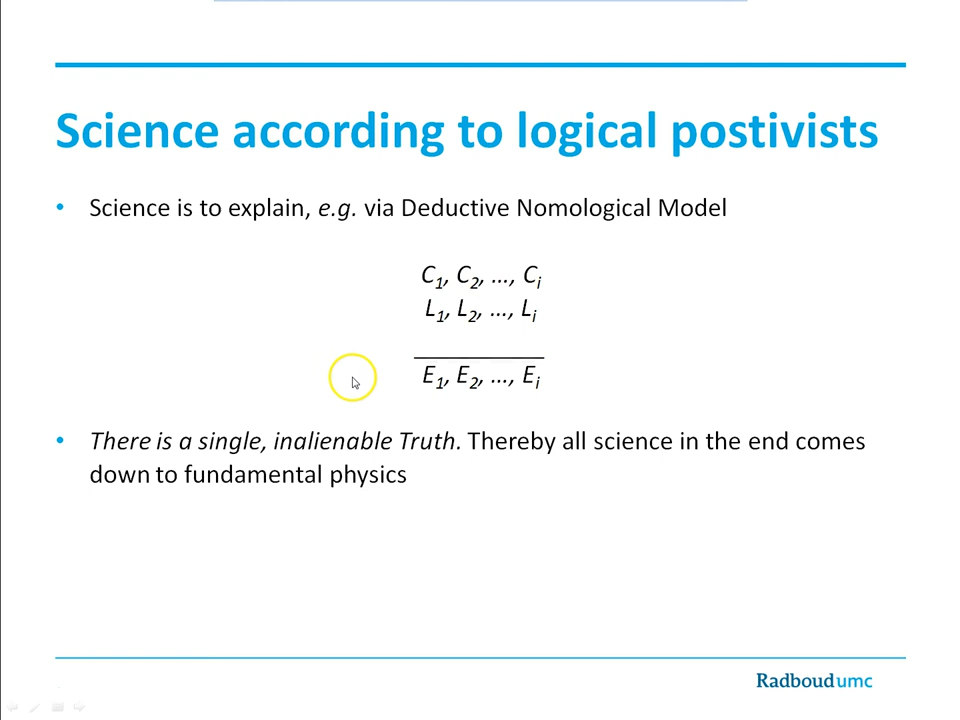 Science according to logical postivists
• Science is to explain, e.g. via Deductive Nomological Model
C1, C2, ..., Ci
L1, L2, ..., Li
E1, E2, ..., Ei
• There is a single, inalienable Truth. Thereby all science in the end comes
down to fundamental physics
Radboudumc